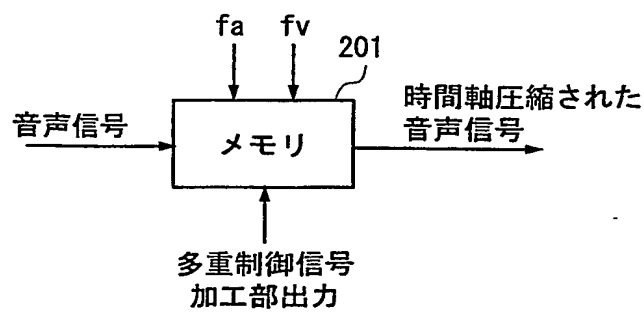 fa
fv
201
音声信号
メモリ
時間軸圧縮された
音声信号
多重制御信号
加工部出力